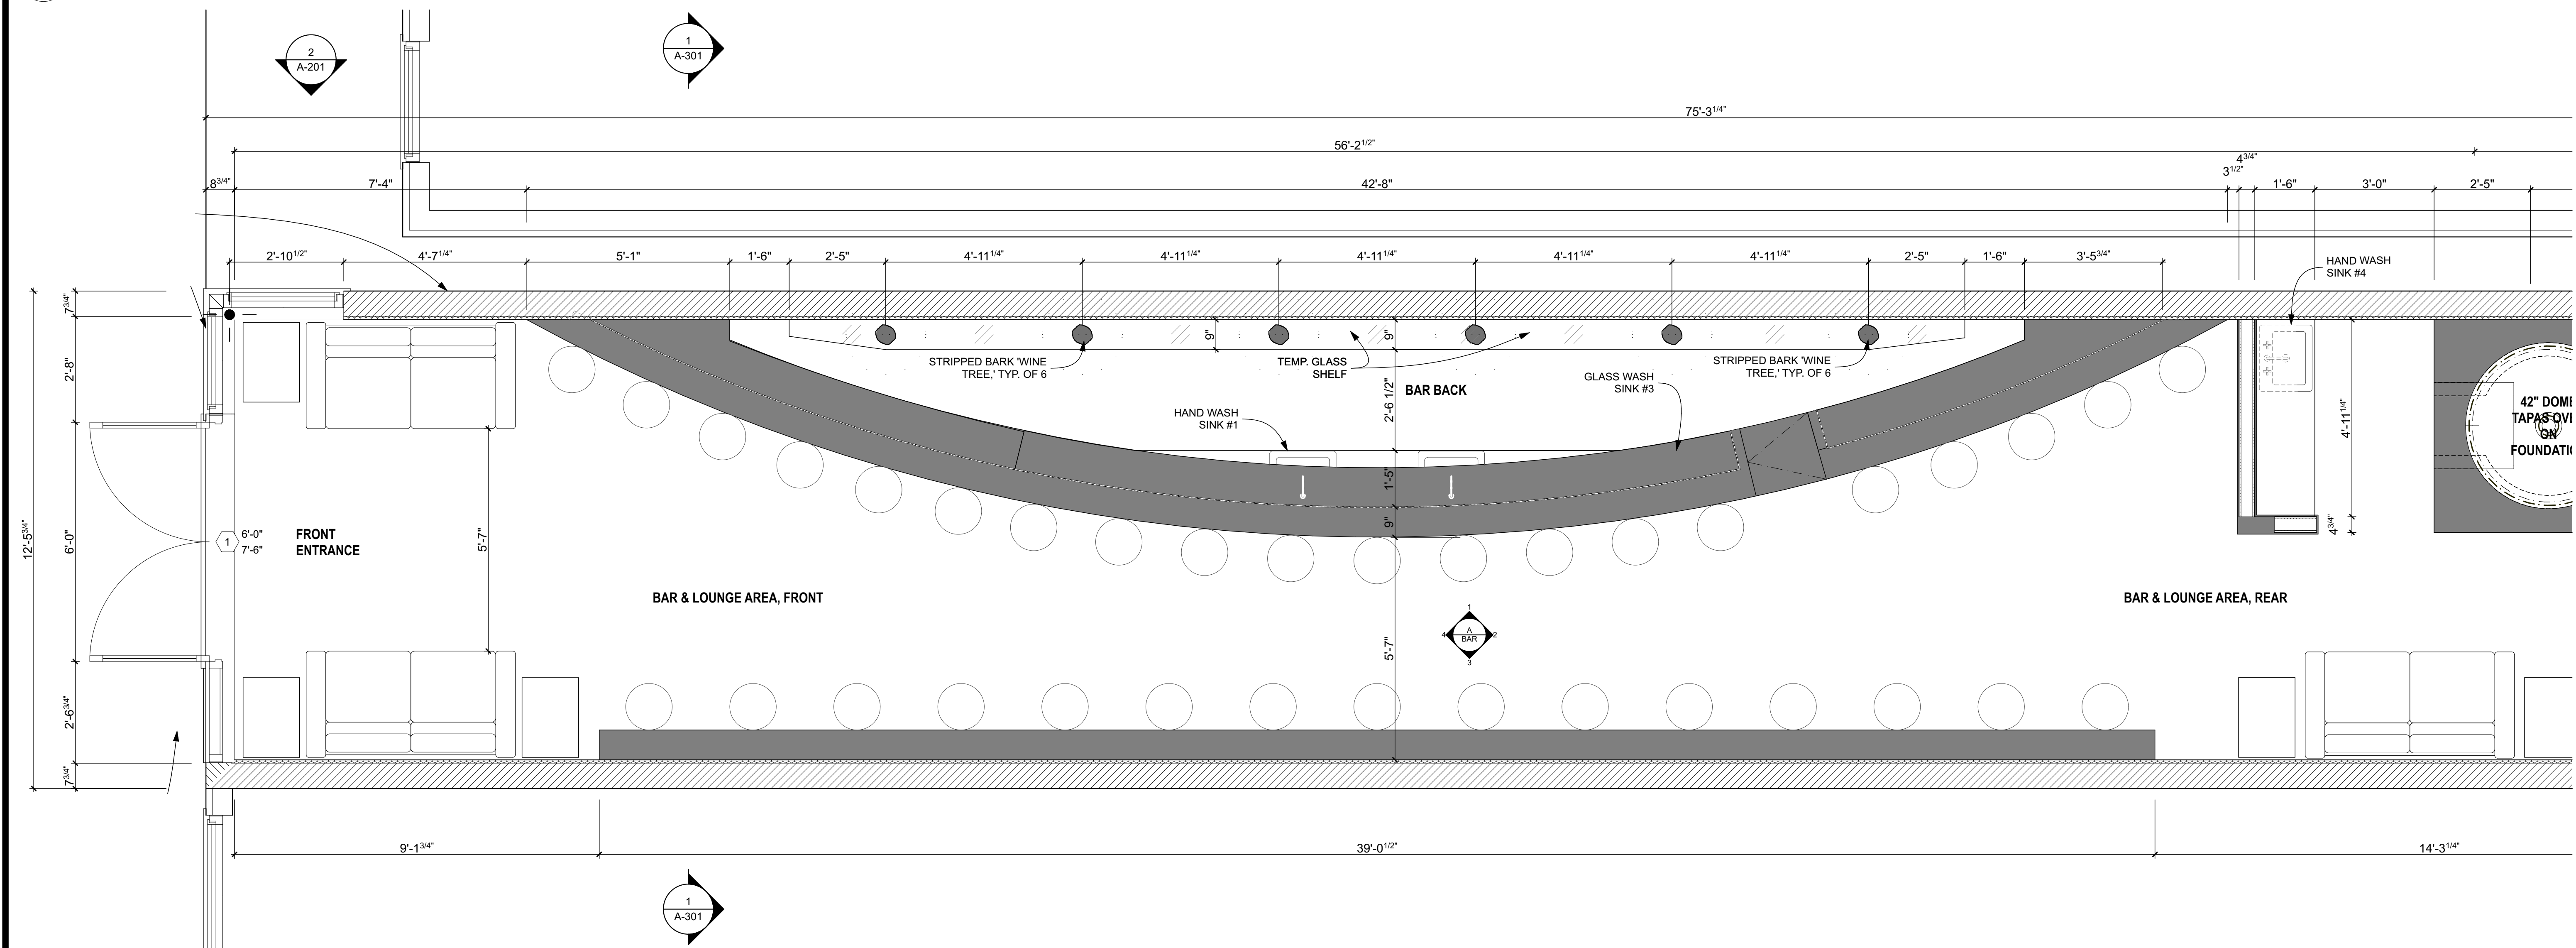 2
A-201
1
A-301
75'-3 1/4"
56'-2 1/2"
4 3/4"
3 1/2"
8 3/4"
7'-4"
42'-8"
1'-6"
3'-0"
2'-5"
2'-10 1/2"
4'-7 1/4"
5'-1"
1'-6"
2'-5"
4'-11 1/4"
4'-11 1/4"
4'-11 1/4"
4'-11 1/4"
4'-11 1/4"
2'-5"
1'-6"
3'-5 3/4"
HAND WASH
SINK #4
7 3/4"
2'-8"
6'-0"
2'-6 3/4"
7 3/4"
12'-5 3/4"
9"
9"
STRIPPED BARK 'WINE
TREE,' TYP. OF 6
TEMP. GLASS
SHELF
STRIPPED BARK 'WINE
TREE,' TYP. OF 6
BAR BACK
2'-6 1/2"
GLASS WASH
SINK #3
HAND WASH
SINK #1
1'-5"
9"
42" DOME
TAPAS OVE
ON
FOUNDATIO
4'-11 1/4"
4 3/4"
1
6'-0"
7'-6"
FRONT
ENTRANCE
5'-7"
BAR & LOUNGE AREA, FRONT
5'-7"
1
4
A
BAR
2
3
BAR & LOUNGE AREA, REAR
9'-1 3/4"
39'-0 1/2"
14'-3 1/4"
1
A-301